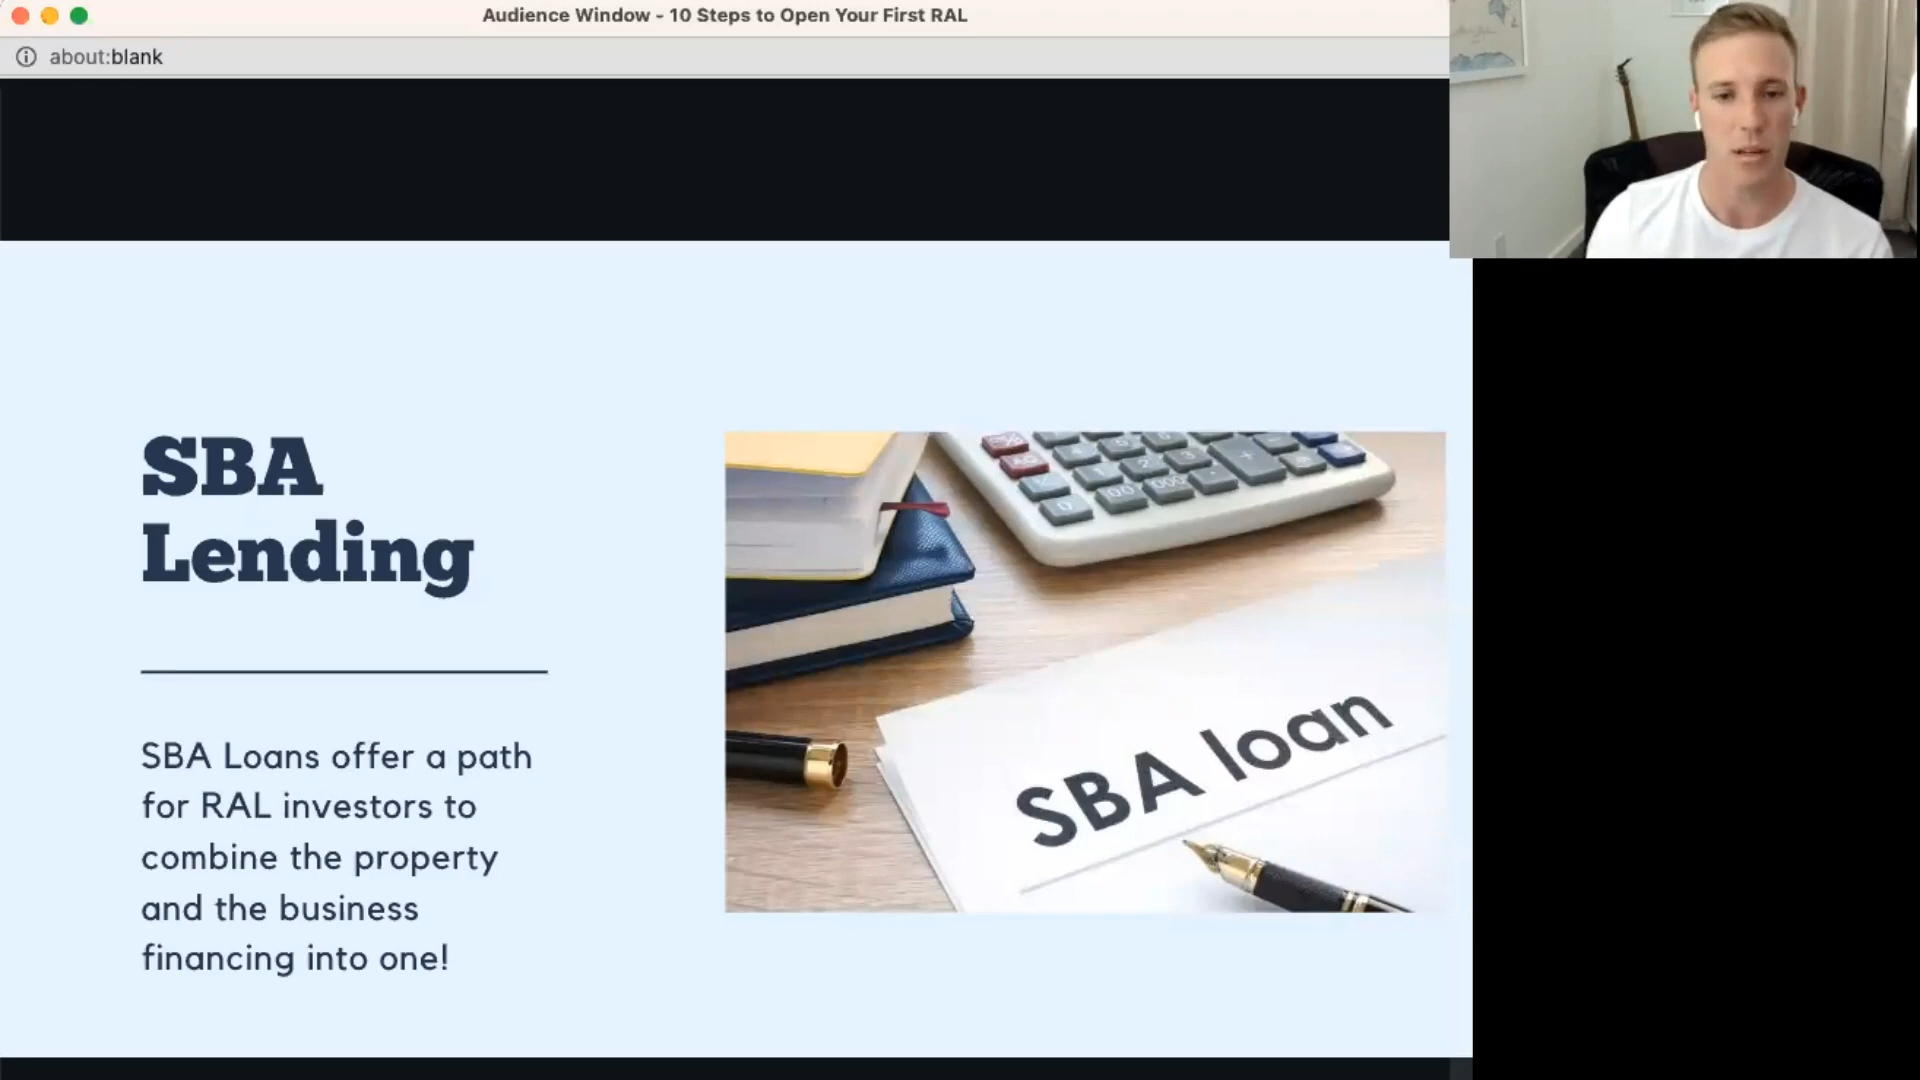 Audience Window - 10 Steps to Open Your First RAL
about:blank
SBA
Lending
SBA Loans offer a path
for RAL investors to
combine the property
and the business
financing into one!
SBA loan